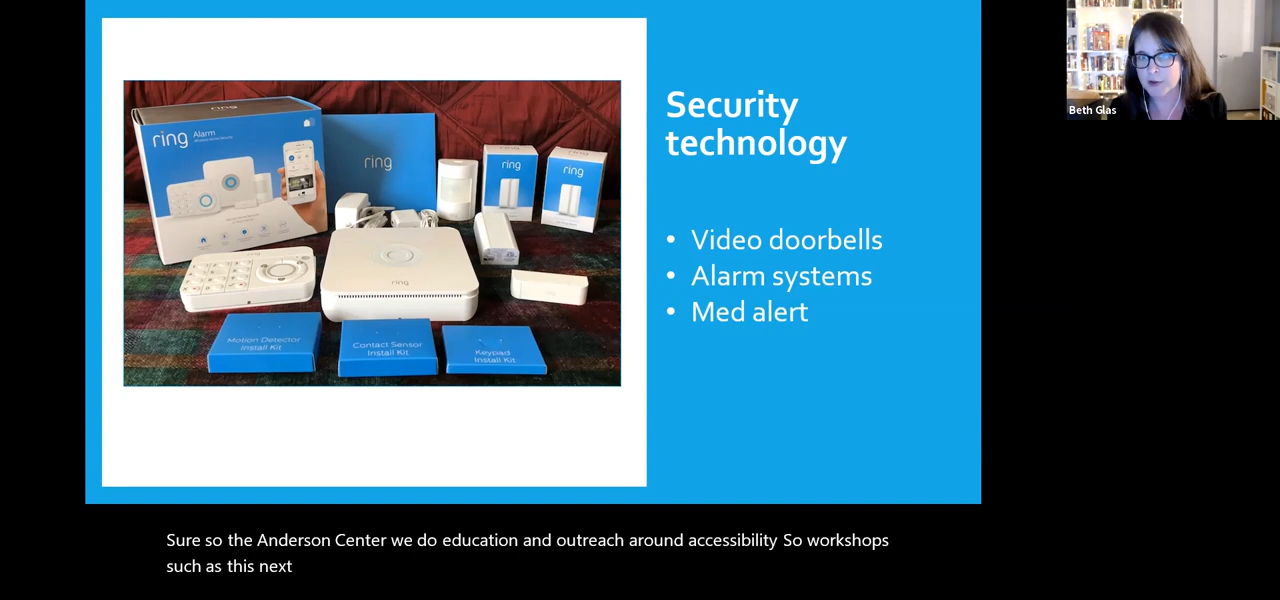 Security
technology
• Video doorbells
• Alarm systems
• Med alert
ring
ring Alarm
ring
ring
ring
ring
Motion Detector
Install Kit
Contact Sensor
Install Kit
Keypad
Install Kit
Beth Glas
Sure so the Anderson Center we do education and outreach around accessibility So workshops
such as this next